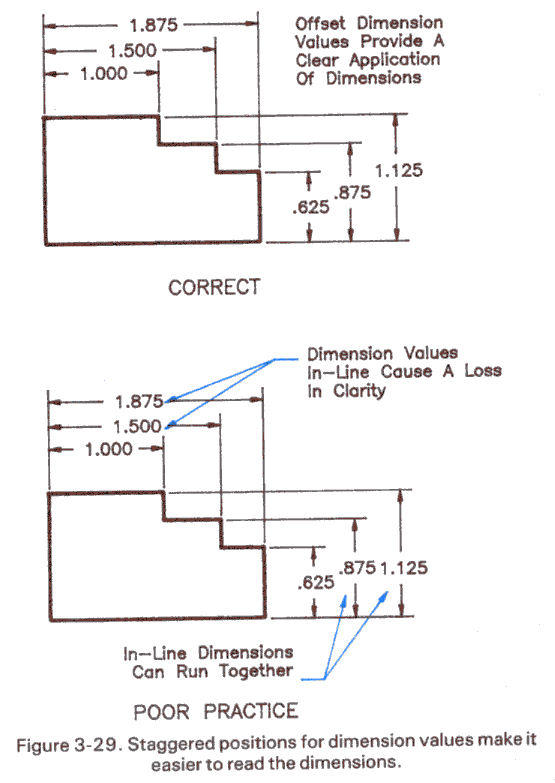 1.875
1.500
1.000
Offset Dimension
Values Provide A
Clear Application
Of Dimensions
1.125
.875
.625
CORRECT
Dimension Values
In-Line Cause A Loss
In Clarity
1.875
1.500
1.000
.875 1.125
.625
In-Line Dimensions
Can Run Together
POOR PRACTICE
Figure 3-29. Staggered positions for dimension values make it
easier to read the dimensions.